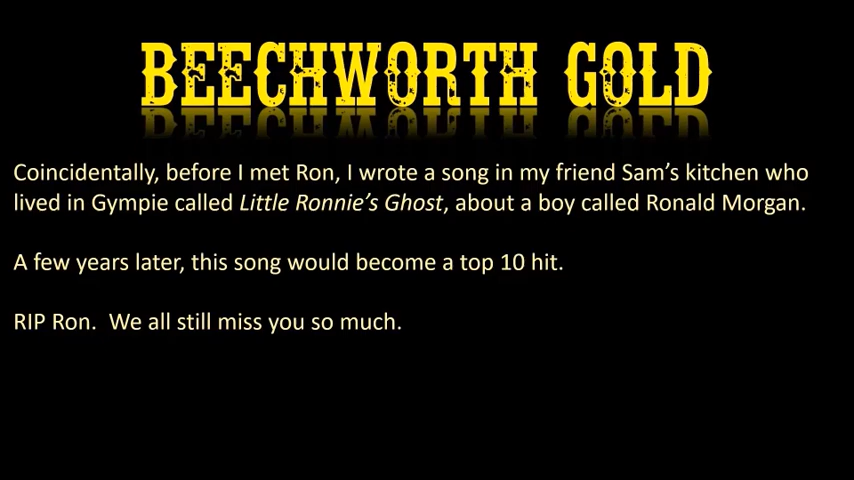 BEECHWORTH GOLD
Coincidentally, before I met Ron, I wrote a song in my friend Sam’s kitchen who
lived in Gympie called Little Ronnie’s Ghost, about a boy called Ronald Morgan.
A few years later, this song would become a top 10 hit.
RIP Ron.  We all still miss you so much.